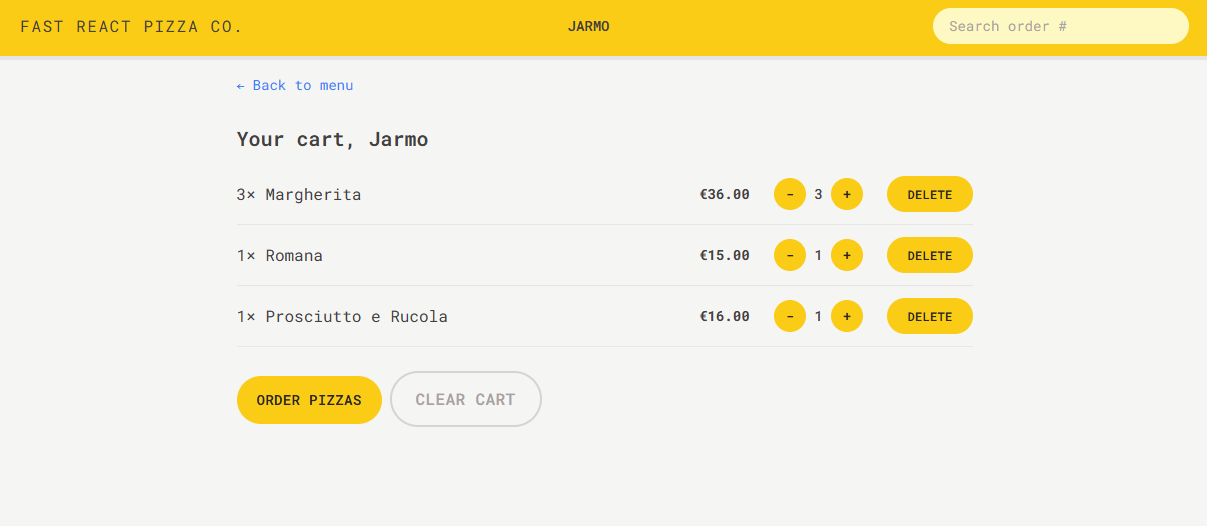 FAST REACT PIZZA CO. JARMO Search order #
← Back to menu
Your cart, Jarmo
3× Margherita €36.00 - 3 + DELETE
1× Romana €15.00 - 1 + DELETE
1× Prosciutto e Rucola €16.00 - 1 + DELETE
ORDER PIZZAS CLEAR CART